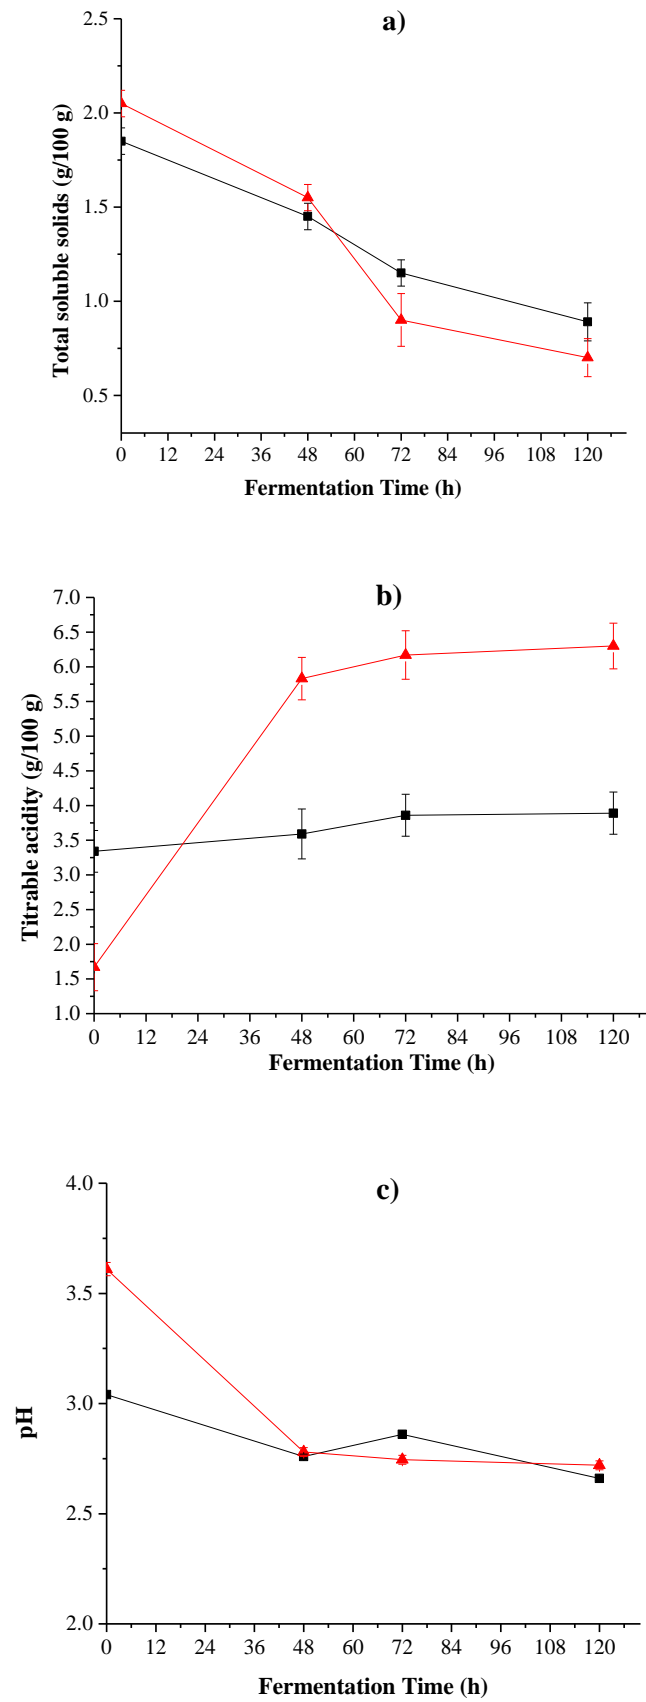 a)
2.5
2.0
1.5
1.0
0.5
Total soluble solids (g/100 g)
0 12 24 36 48 60 72 84 96 108 120
Fermentation Time (h)
b)
7.0
6.5
6.0
5.5
5.0
4.5
4.0
3.5
3.0
2.5
2.0
1.5
1.0
Titrable acidity (g/100 g)
0 12 24 36 48 60 72 84 96 108 120
Fermentation Time (h)
c)
4.0
3.5
3.0
2.5
2.0
pH
0 12 24 36 48 60 72 84 96 108 120
Fermentation Time (h)